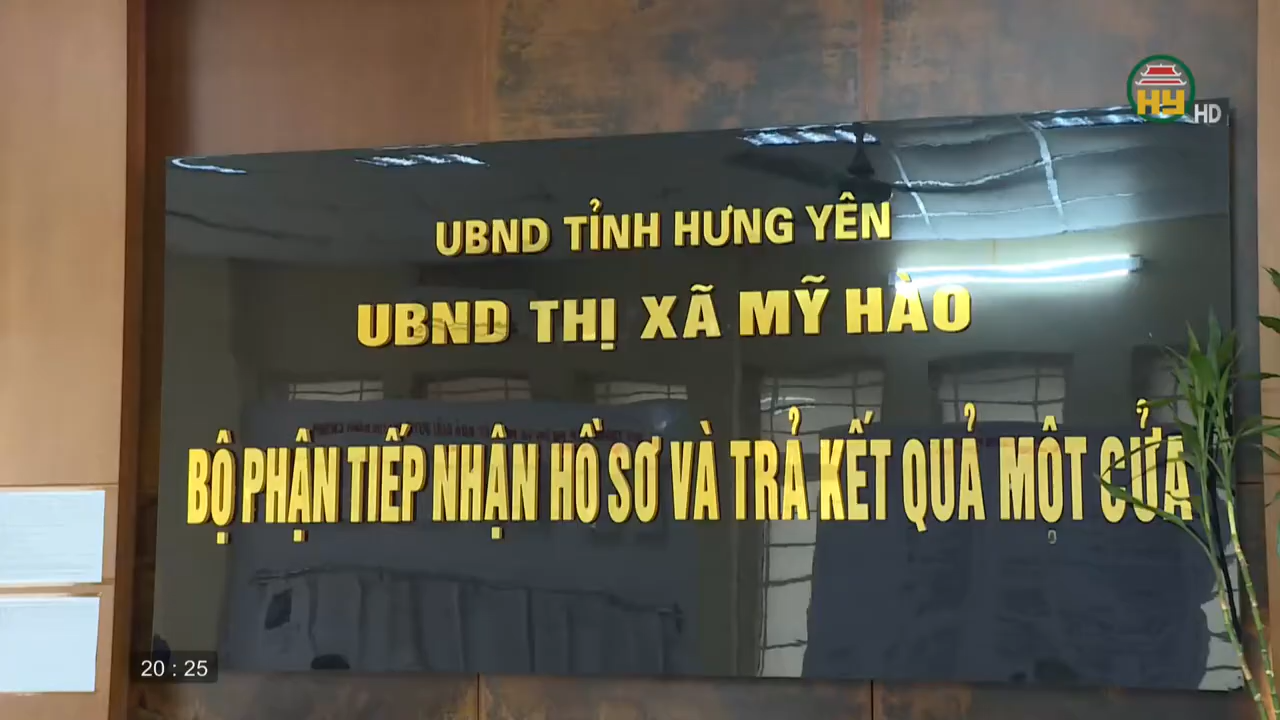 HY HD
UBND TỈNH HƯNG YÊN
UBND THỊ XÃ MỸ HÀO
BỘ PHẬN TIẾP NHẬN HỒ SƠ VÀ TRẢ KẾT QUẢ MỘT CỬA
20 : 25